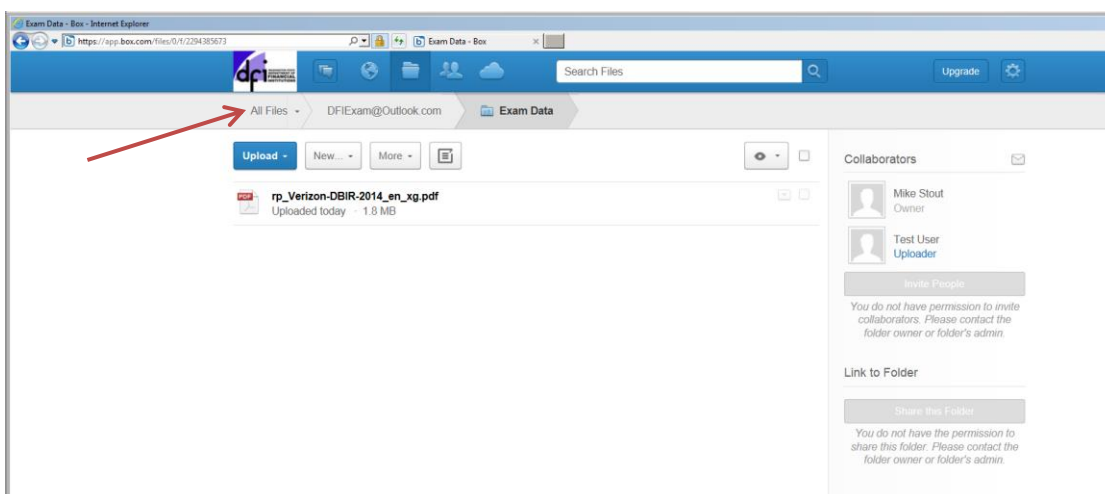 Exam Data - Box - Internet Explorer
https://app.box.com/files/0/f/2294385673
Exam Data - Box
dfi
FINANCIAL
Search Files
Upgrade
All Files
DFIExam@Outlook.com
Exam Data
Upload
New...
More
PDF
rp_Verizon-DBIR-2014_en_xg.pdf
Uploaded today · 1.8 MB
Collaborators
Mike Stout
Owner
Test User
Uploader
Invite People
You do not have permission to invite
collaborators. Please contact the
folder owner or folder's admin.
Link to Folder
Share this Folder
You do not have the permission to
share this folder. Please contact the
folder owner or folder's admin.